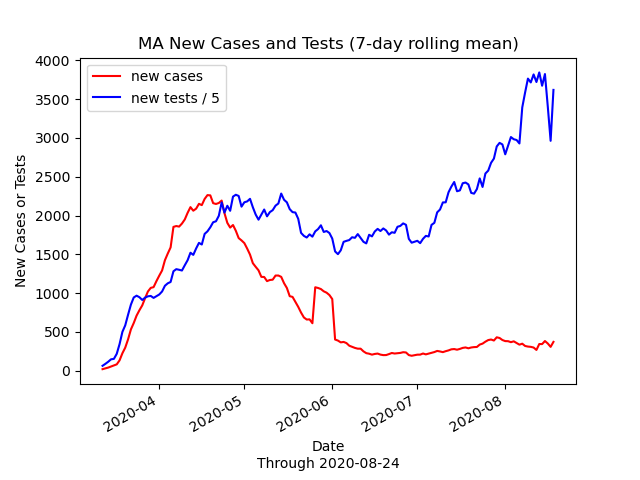 MA New Cases and Tests (7-day rolling mean)
new cases
new tests / 5
New Cases or Tests
4000
3500
3000
2500
2000
1500
1000
500
0
2020-04
2020-05
2020-06
2020-07
2020-08
Date
Through 2020-08-24